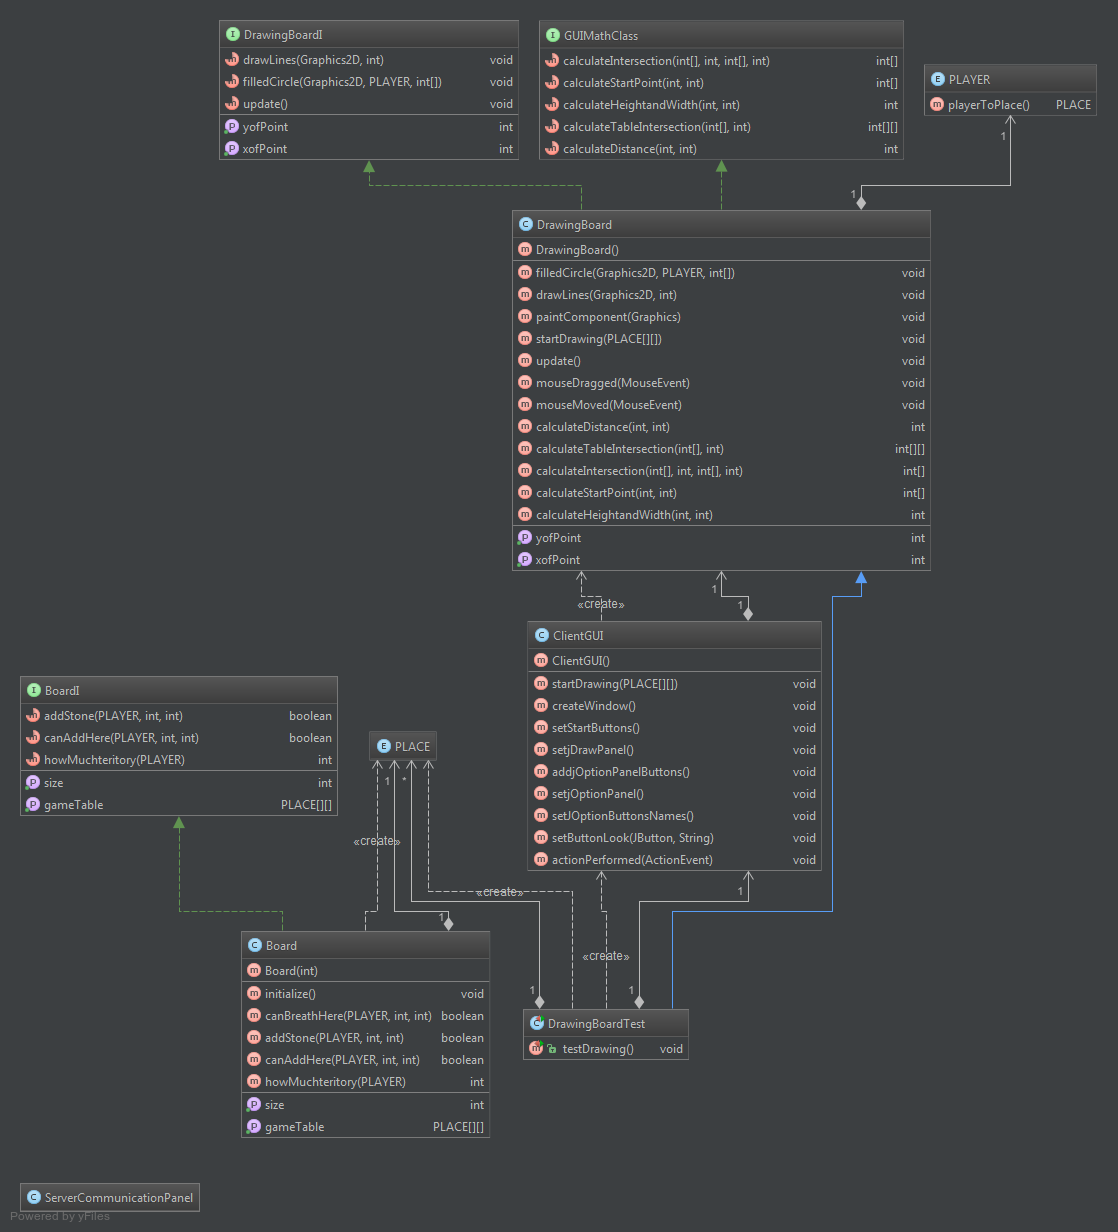 DrawingBoardI
drawLines(Graphics2D, int) void
filledCircle(Graphics2D, PLAYER, int[]) void
update() void
yofPoint int
xofPoint int
GUIMathClass
calculateIntersection(int[], int, int[], int) int[]
calculateStartPoint(int, int) int[]
calculateHeightandWidth(int, int) int
calculateTableIntersection(int[], int) int[][]
calculateDistance(int, int) int
PLAYER
playerToPlace() PLACE
1
1
DrawingBoard
DrawingBoard()
filledCircle(Graphics2D, PLAYER, int[]) void
drawLines(Graphics2D, int) void
paintComponent(Graphics) void
startDrawing(PLACE[][]) void
update() void
mouseDragged(MouseEvent) void
mouseMoved(MouseEvent) void
calculateDistance(int, int) int
calculateTableIntersection(int[], int) int[][]
calculateIntersection(int[], int, int[], int) int[]
calculateStartPoint(int, int) int[]
calculateHeightandWidth(int, int) int
yofPoint int
xofPoint int
1
«create» 1
ClientGUI
ClientGUI()
startDrawing(PLACE[][]) void
createWindow() void
setStartButtons() void
setjDrawPanel() void
addjOptionPanelButtons() void
setjOptionPanel() void
setJOptionButtonsNames() void
setButtonLook(JButton, String) void
actionPerformed(ActionEvent) void
BoardI
addStone(PLAYER, int, int) boolean
canAddHere(PLAYER, int, int) boolean
howMuchteritory(PLAYER) int
size int
gameTable PLACE[][]
PLACE
1 *
«create»
«create» 1
1
«create»
1 1
Board
Board(int)
initialize() void
canBreathHere(PLAYER, int, int) boolean
addStone(PLAYER, int, int) boolean
canAddHere(PLAYER, int, int) boolean
howMuchteritory(PLAYER) int
size int
gameTable PLACE[][]
DrawingBoardTest
testDrawing() void
ServerCommunicationPanel
Powered by yFiles